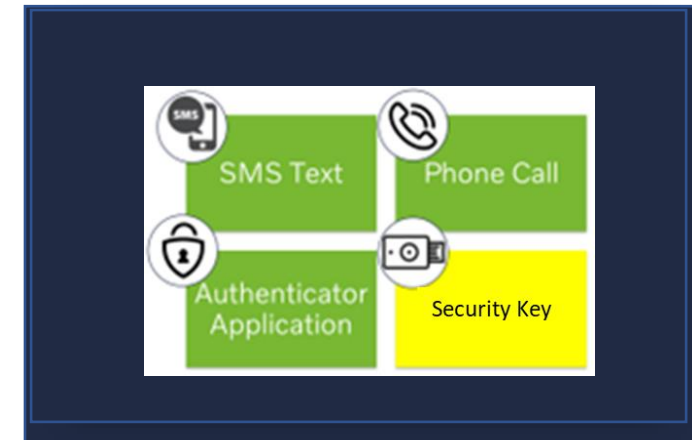 SMS
SMS Text
Phone Call
Authenticator
Application
Security Key